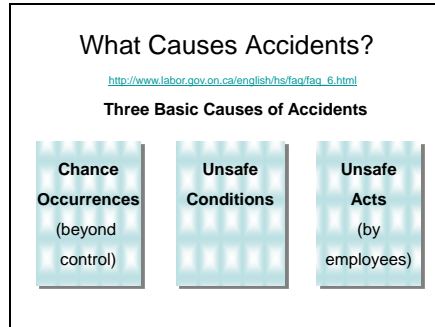 What Causes Accidents?
http://www.labor.gov.on.ca/english/hs/faq/faq_6.html
Three Basic Causes of Accidents
Chance
Occurrences
(beyond
control)
Unsafe
Conditions
Unsafe
Acts
(by
employees)